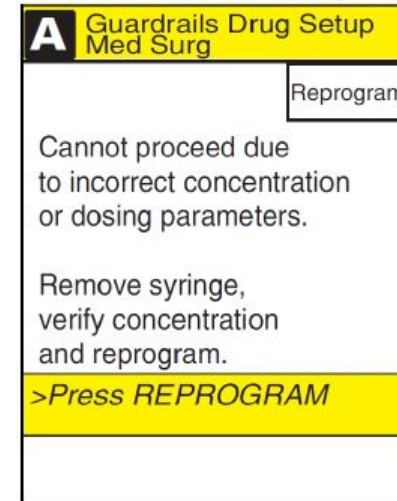 A Guardrails Drug Setup
Med Surg
Reprogram
Cannot proceed due
to incorrect concentration
or dosing parameters.
Remove syringe,
verify concentration
and reprogram.
>Press REPROGRAM